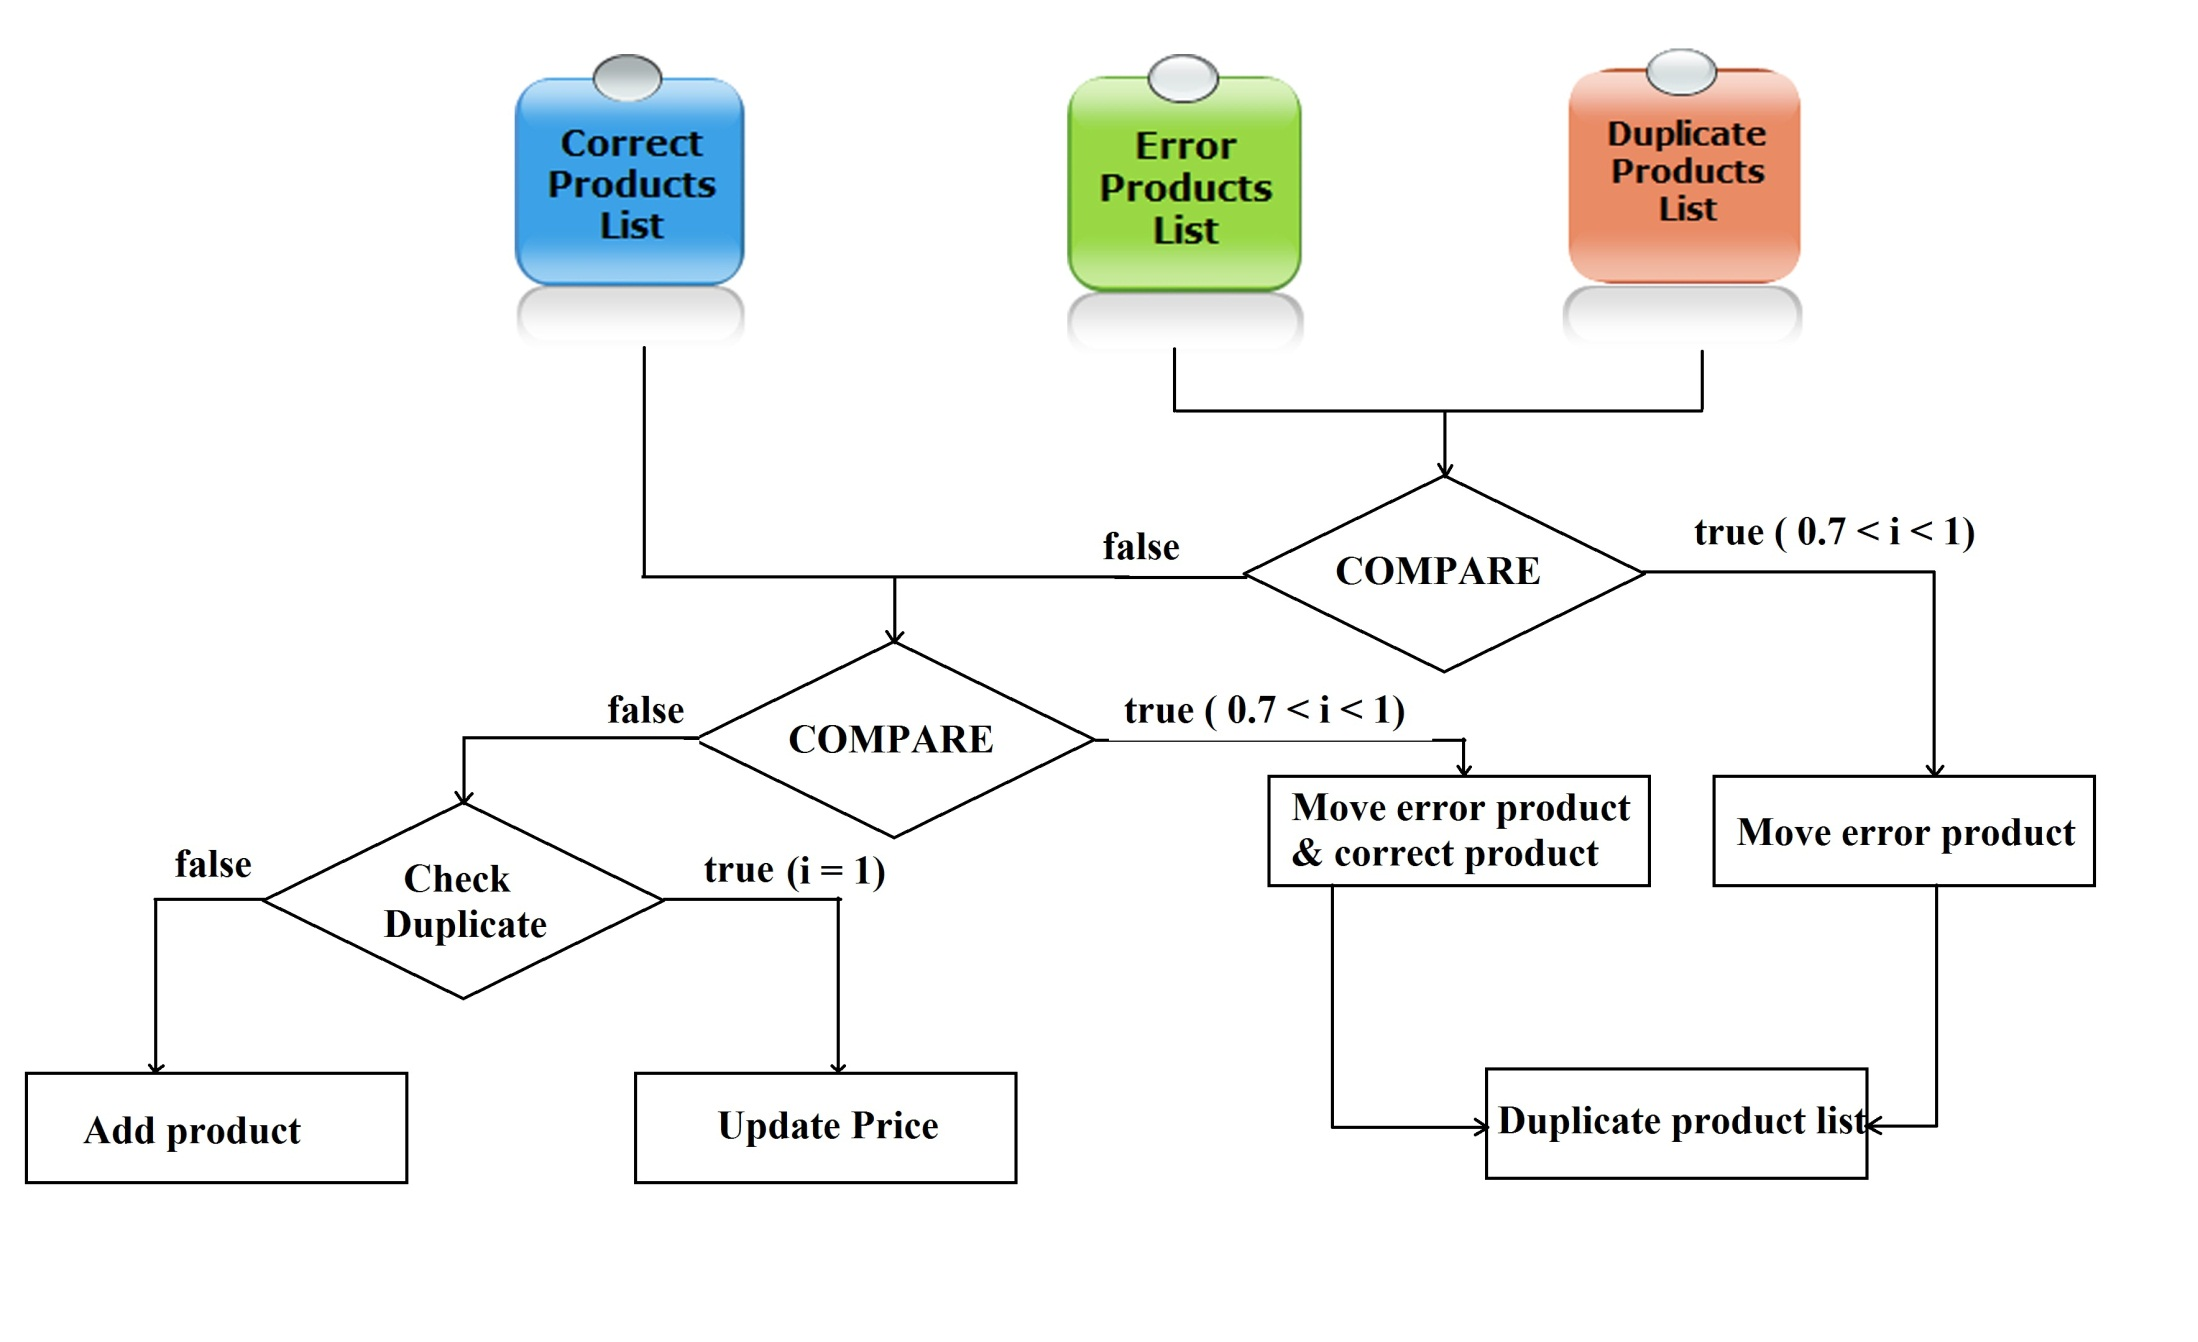 Correct
Products
List
Error
Products
List
Duplicate
Products
List
false
COMPARE
true ( 0.7 < i < 1)
false
COMPARE
true ( 0.7 < i < 1)
Move error product
& correct product
Move error product
false
Check
Duplicate
true (i = 1)
Add product
Update Price
Duplicate product list